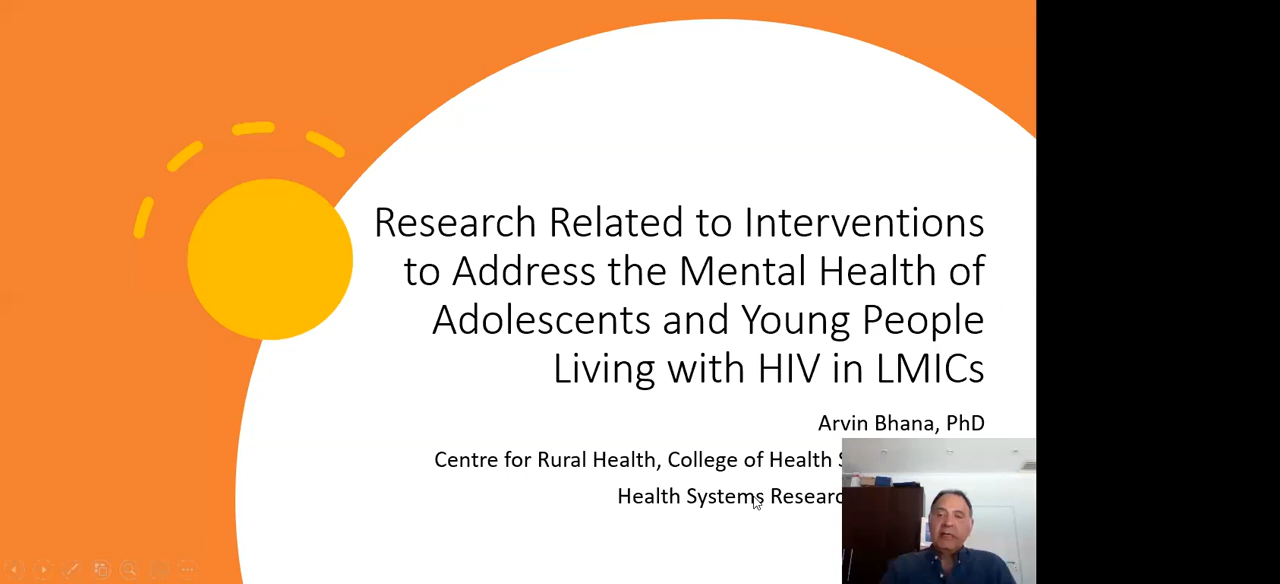 Research Related to Interventions
to Address the Mental Health of
Adolescents and Young People
Living with HIV in LMICs
Arvin Bhana, PhD
Centre for Rural Health, College of Health
Health Systems